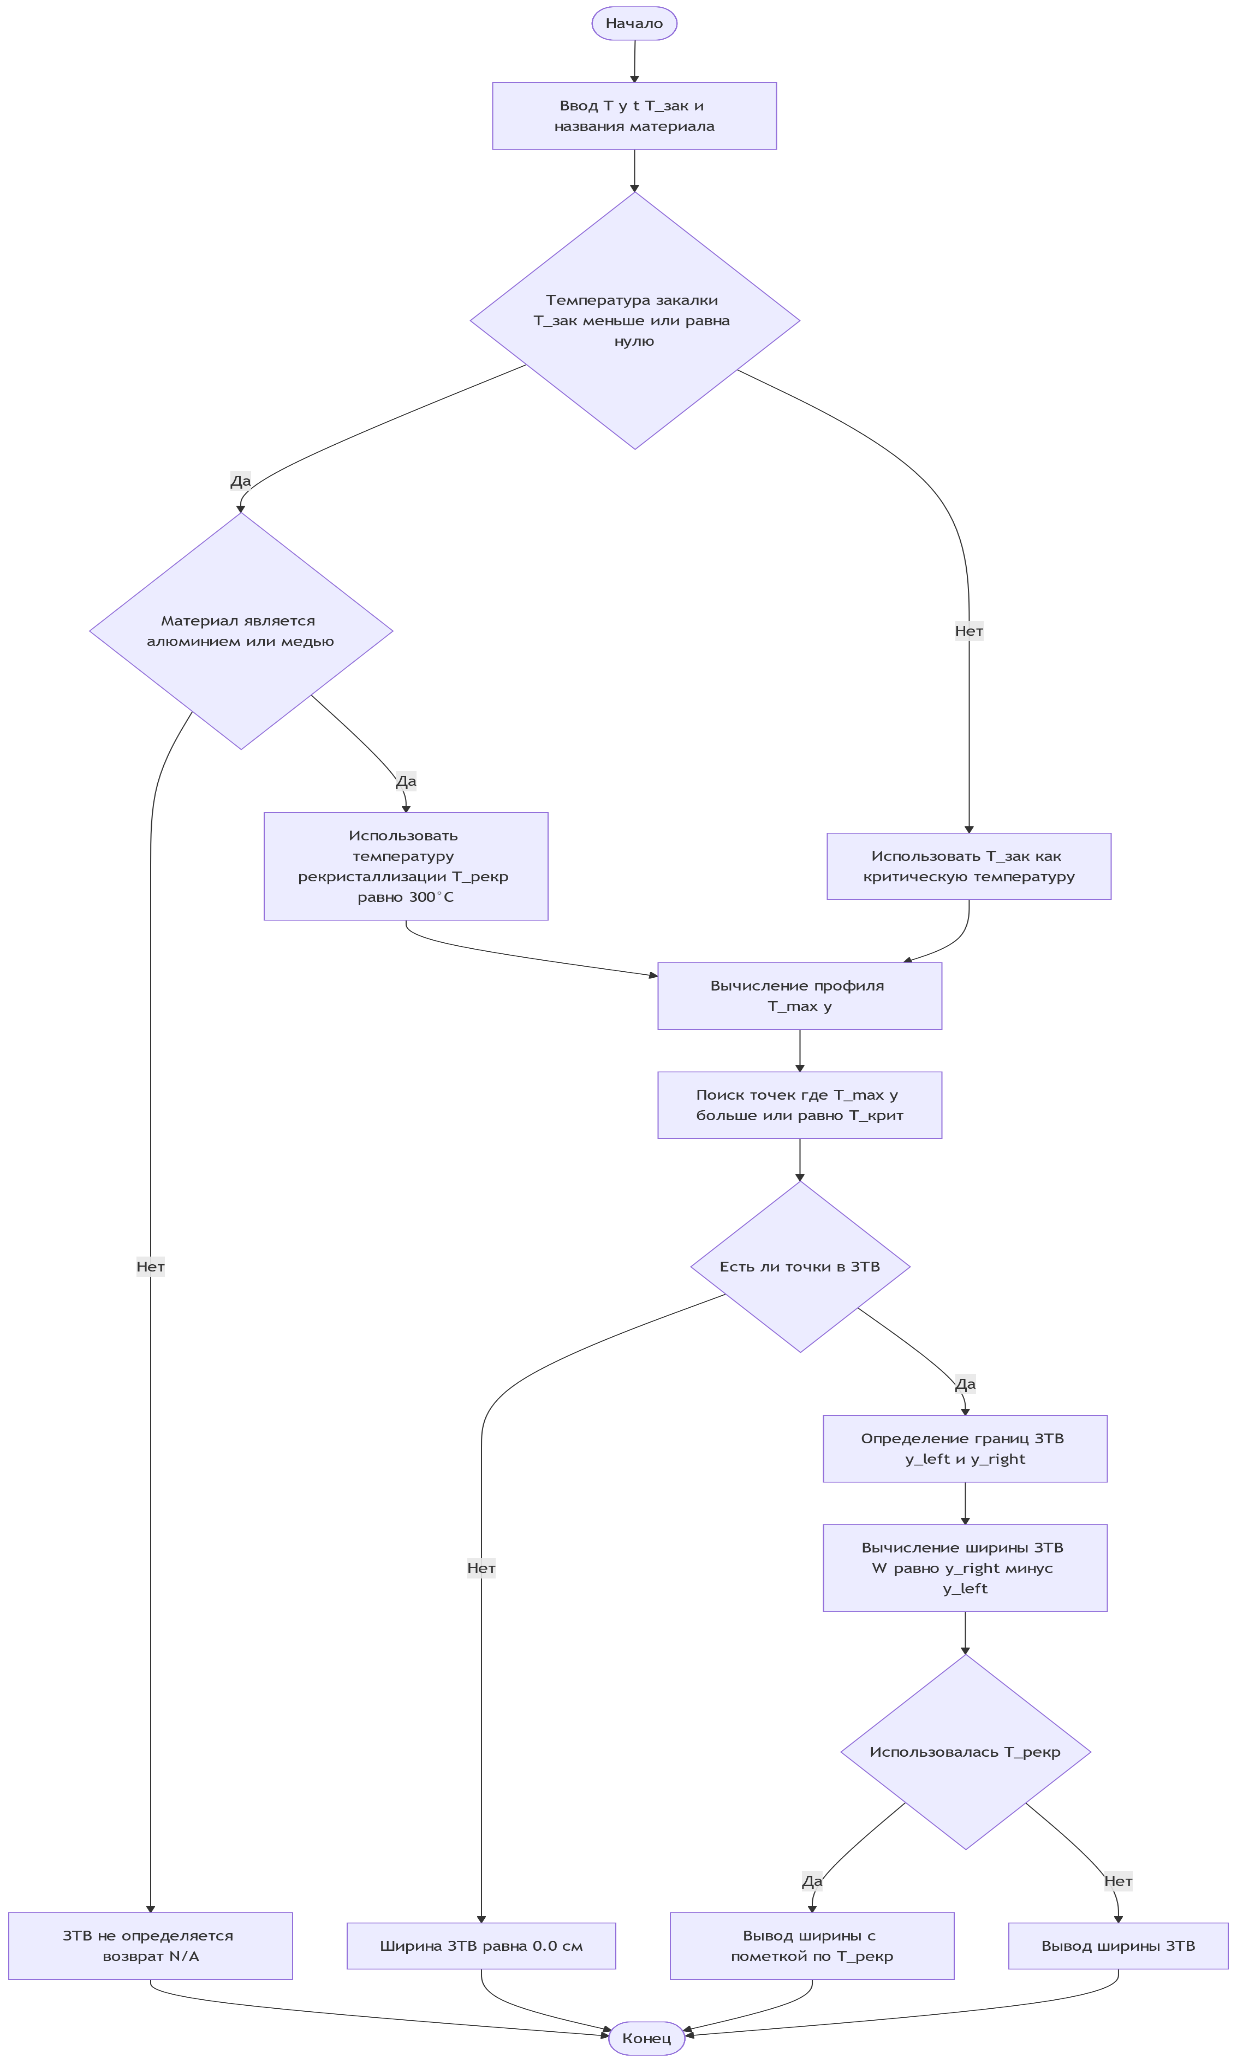 Начало
Ввод T y t T_зак и
названия материала
Температура закалки
T_зак меньше или равна
нулю
Да
Материал является
алюминием или медью
Нет
Да
Использовать
температуру
рекристаллизации T_рекр
равно 300°C
Использовать T_зак как
критическую температуру
Вычисление профиля
T_max y
Поиск точек где T_max y
больше или равно T_крит
Нет
Есть ли точки в ЗТВ
Да
Определение границ ЗТВ
y_left и y_right
Нет
Вычисление ширины ЗТВ
W равно y_right минус
y_left
Использовалась T_рекр
Да
Нет
ЗТВ не определяется
возврат N/A
Ширина ЗТВ равна 0.0 см
Вывод ширины с
пометкой по T_рекр
Вывод ширины ЗТВ
Конец